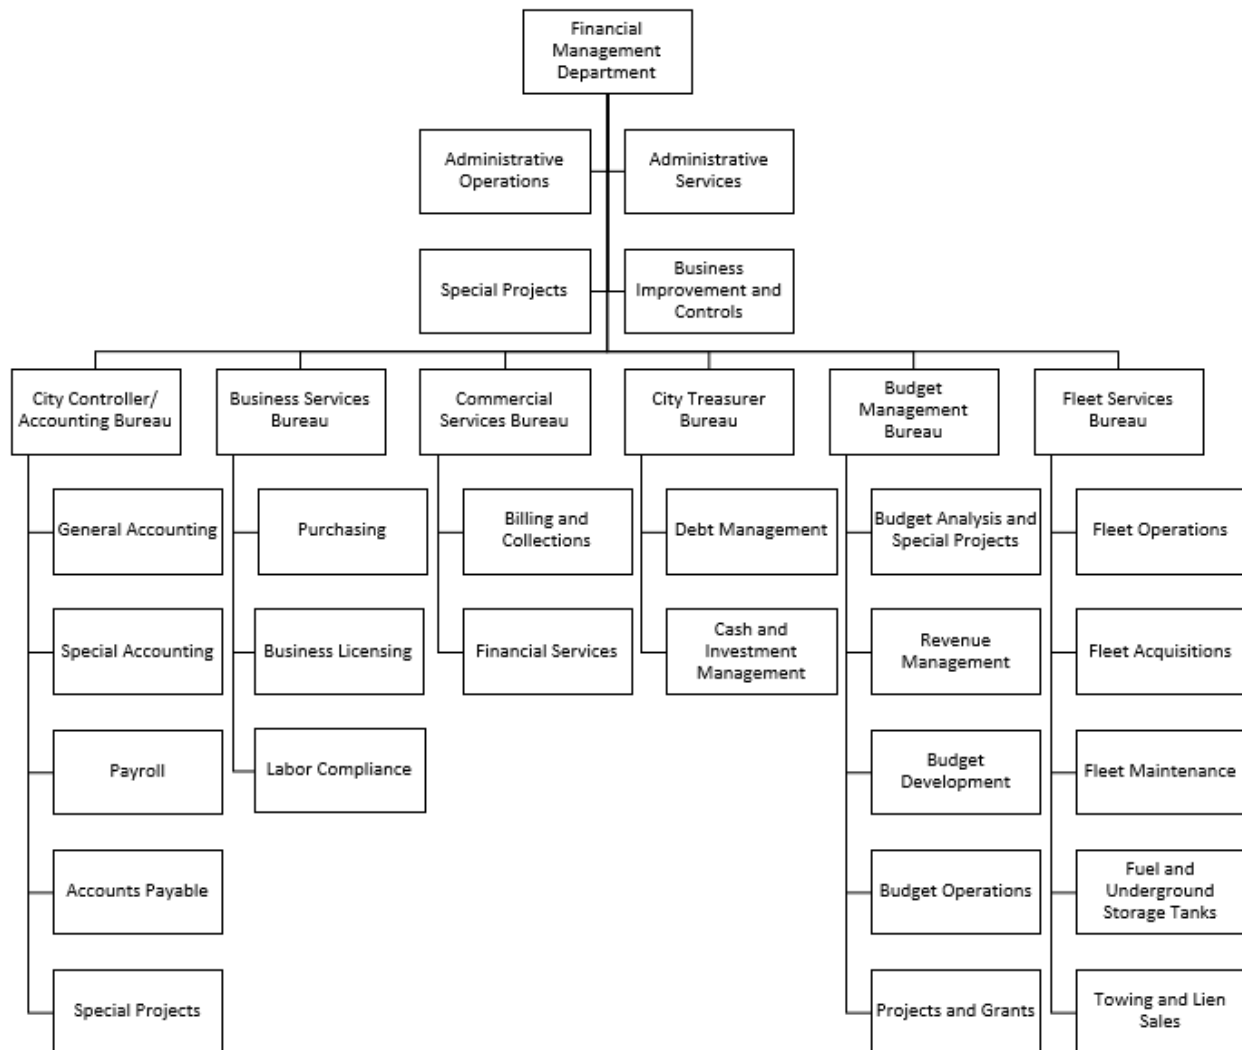 Financial
Management
Department
Administrative
Operations
Administrative
Services
Special Projects
Business
Improvement and
Controls
City Controller/
Accounting Bureau
Business Services
Bureau
Commercial
Services Bureau
City Treasurer
Bureau
Budget
Management
Bureau
Fleet Services
Bureau
General Accounting
Purchasing
Billing and
Collections
Debt Management
Budget Analysis and
Special Projects
Fleet Operations
Special Accounting
Business Licensing
Financial Services
Cash and
Investment
Management
Revenue
Management
Fleet Acquisitions
Payroll
Labor Compliance
Budget
Development
Fleet Maintenance
Accounts Payable
Budget Operations
Fuel and
Underground
Storage Tanks
Special Projects
Projects and Grants
Towing and Lien
Sales